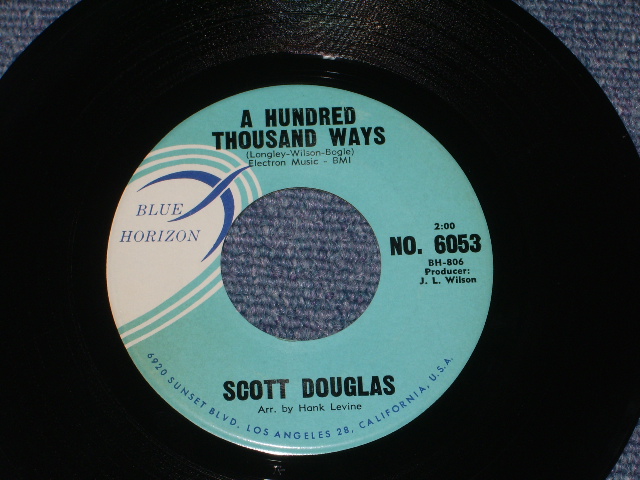 A HUNDRED
THOUSAND WAYS
(Longley-Wilson-Bogle)
Electron Music - BMI
BLUE
HORIZON
2:00
NO. 6053
BH-806
Producer:
J. L. Wilson
SCOTT DOUGLAS
Arr. by Hank Levine
6920 SUNSET BLVD. LOS ANGELES 28, CALIFORNIA, U.S.A.